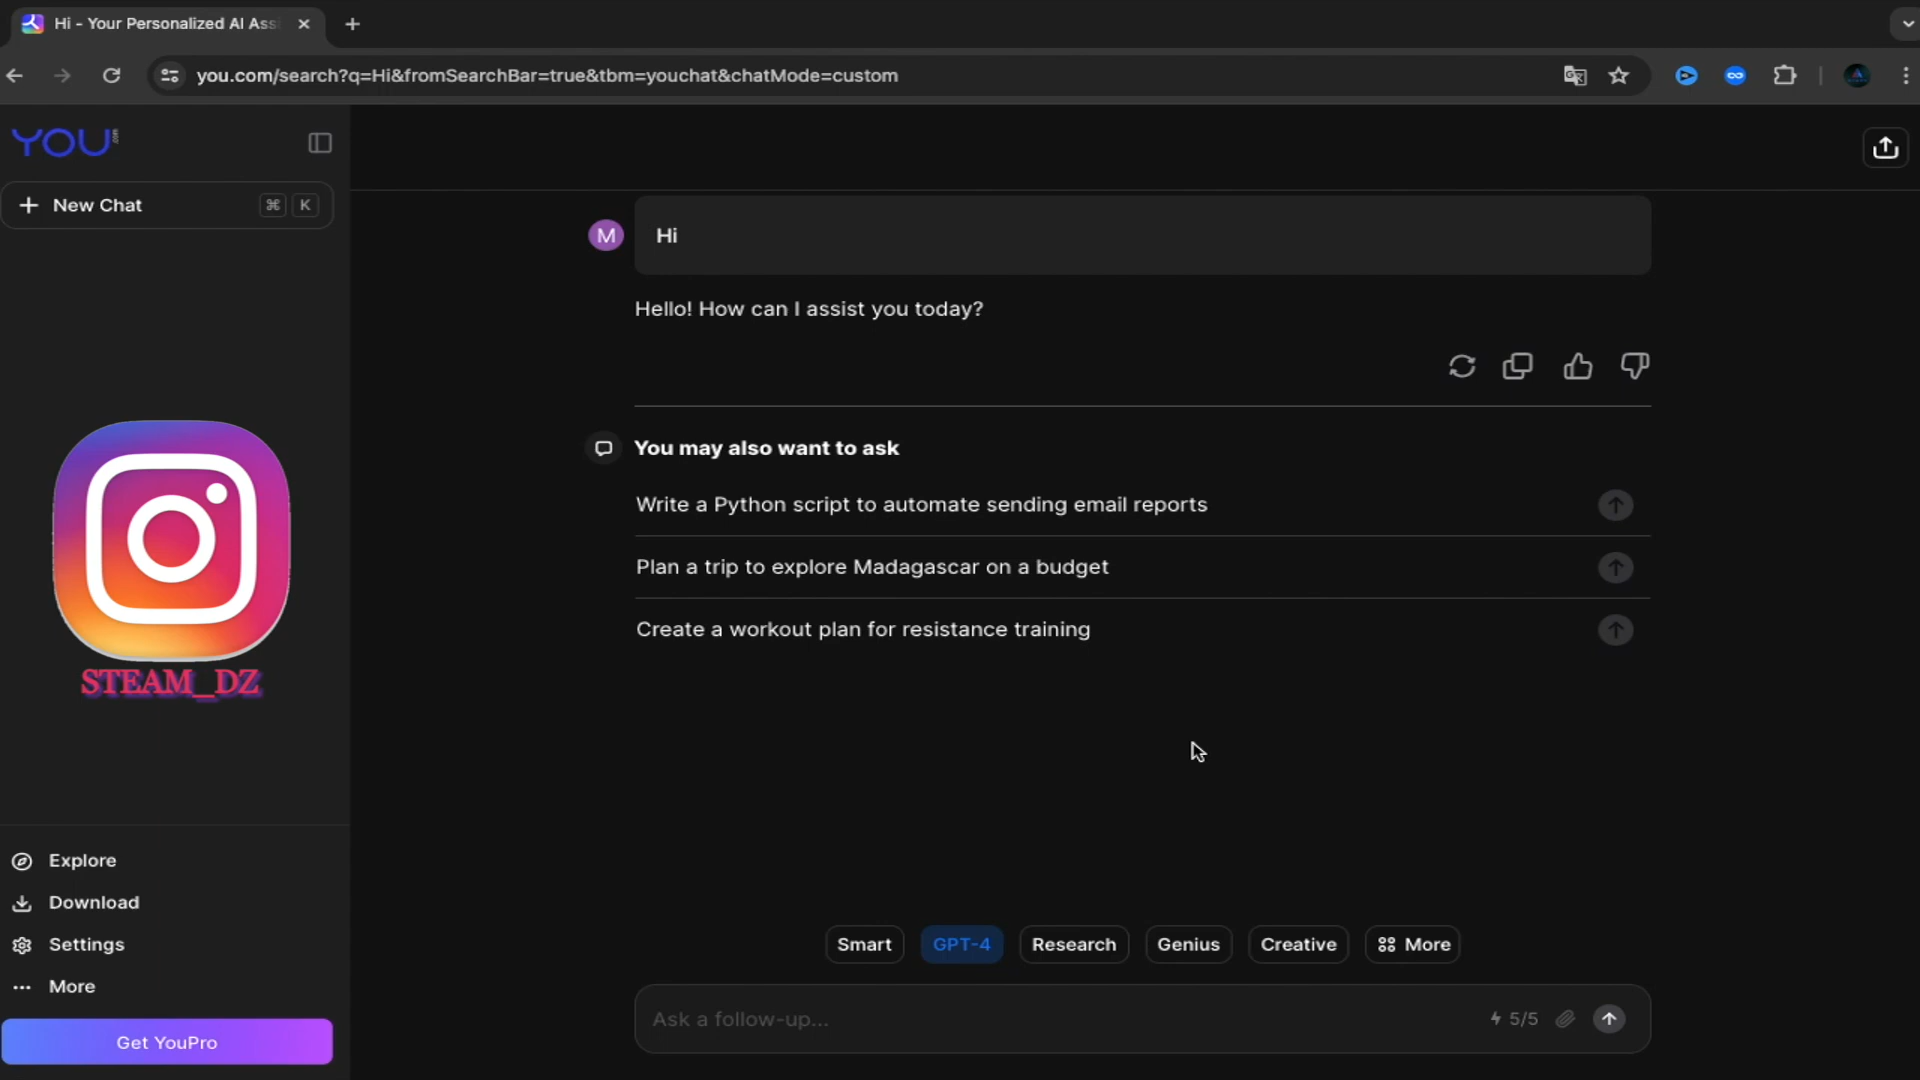 Hi - Your Personalized AI Ass
you.com/search?q=Hi&fromSearchBar=true&tbm=youchat&chatMode=custom
YOU.com
New Chat ⌘ K
M Hi
Hello! How can I assist you today?
You may also want to ask
Write a Python script to automate sending email reports
Plan a trip to explore Madagascar on a budget
Create a workout plan for resistance training
STEAM_DZ
Explore
Download
Settings
More
Get YouPro
Smart GPT-4 Research Genius Creative More
Ask a follow-up... 5/5